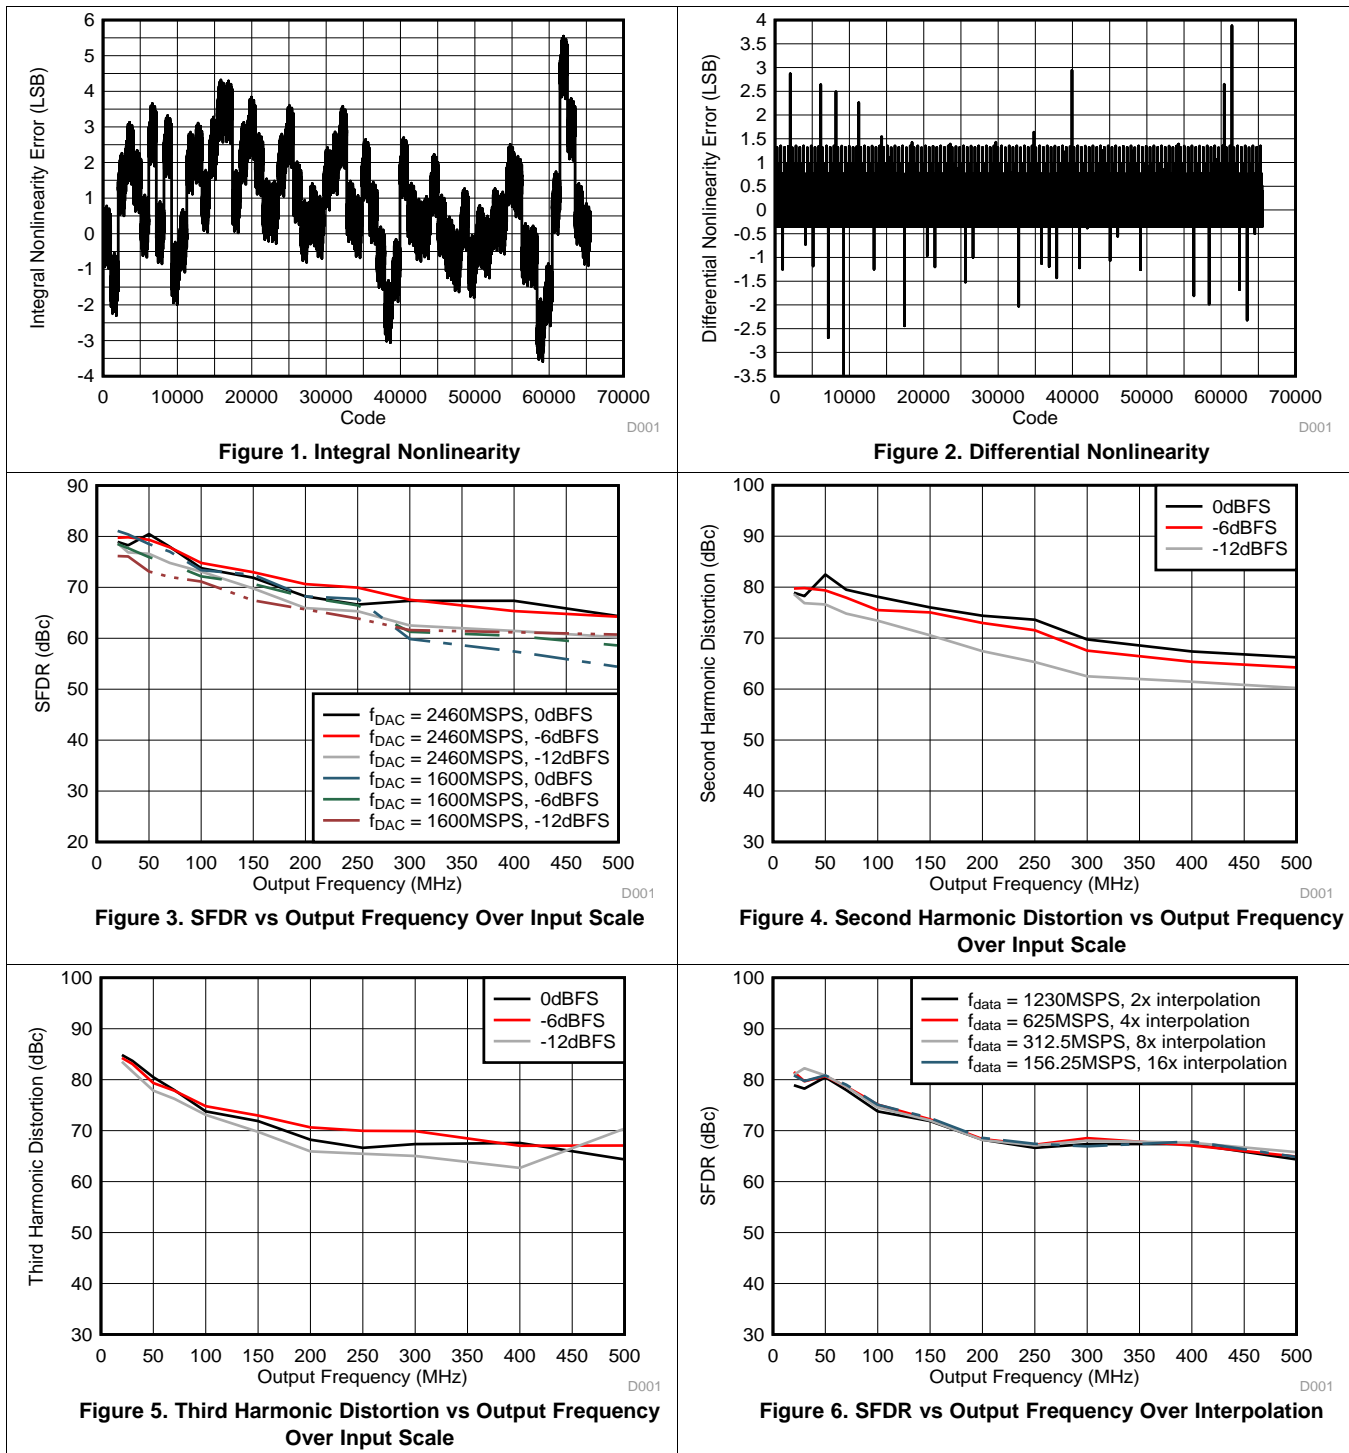 6
5
4
3
2
1
0
-1
-2
-3
-4
Integral Nonlinearity Error (LSB)
0 10000 20000 30000 40000 50000 60000 70000
Code
D001
Figure 1. Integral Nonlinearity
4
3.5
3
2.5
2
1.5
1
0.5
0
-0.5
-1
-1.5
-2
-2.5
-3
-3.5
Differential Nonlinearity Error (LSB)
0 10000 20000 30000 40000 50000 60000 70000
Code
D001
Figure 2. Differential Nonlinearity
90
80
70
60
50
40
30
20
SFDR (dBc)
fDAC = 2460MSPS, 0dBFS
fDAC = 2460MSPS, -6dBFS
fDAC = 2460MSPS, -12dBFS
fDAC = 1600MSPS, 0dBFS
fDAC = 1600MSPS, -6dBFS
fDAC = 1600MSPS, -12dBFS
0 50 100 150 200 250 300 350 400 450 500
Output Frequency (MHz)
D001
Figure 3. SFDR vs Output Frequency Over Input Scale
100
90
80
70
60
50
40
30
Second Harmonic Distortion (dBc)
0dBFS
-6dBFS
-12dBFS
0 50 100 150 200 250 300 350 400 450 500
Output Frequency (MHz)
D001
Figure 4. Second Harmonic Distortion vs Output Frequency
Over Input Scale
100
90
80
70
60
50
40
30
Third Harmonic Distortion (dBc)
0dBFS
-6dBFS
-12dBFS
0 50 100 150 200 250 300 350 400 450 500
Output Frequency (MHz)
D001
Figure 5. Third Harmonic Distortion vs Output Frequency
Over Input Scale
100
90
80
70
60
50
40
30
SFDR (dBc)
fdata = 1230MSPS, 2x interpolation
fdata = 625MSPS, 4x interpolation
fdata = 312.5MSPS, 8x interpolation
fdata = 156.25MSPS, 16x interpolation
0 50 100 150 200 250 300 350 400 450 500
Output Frequency (MHz)
D001
Figure 6. SFDR vs Output Frequency Over Interpolation